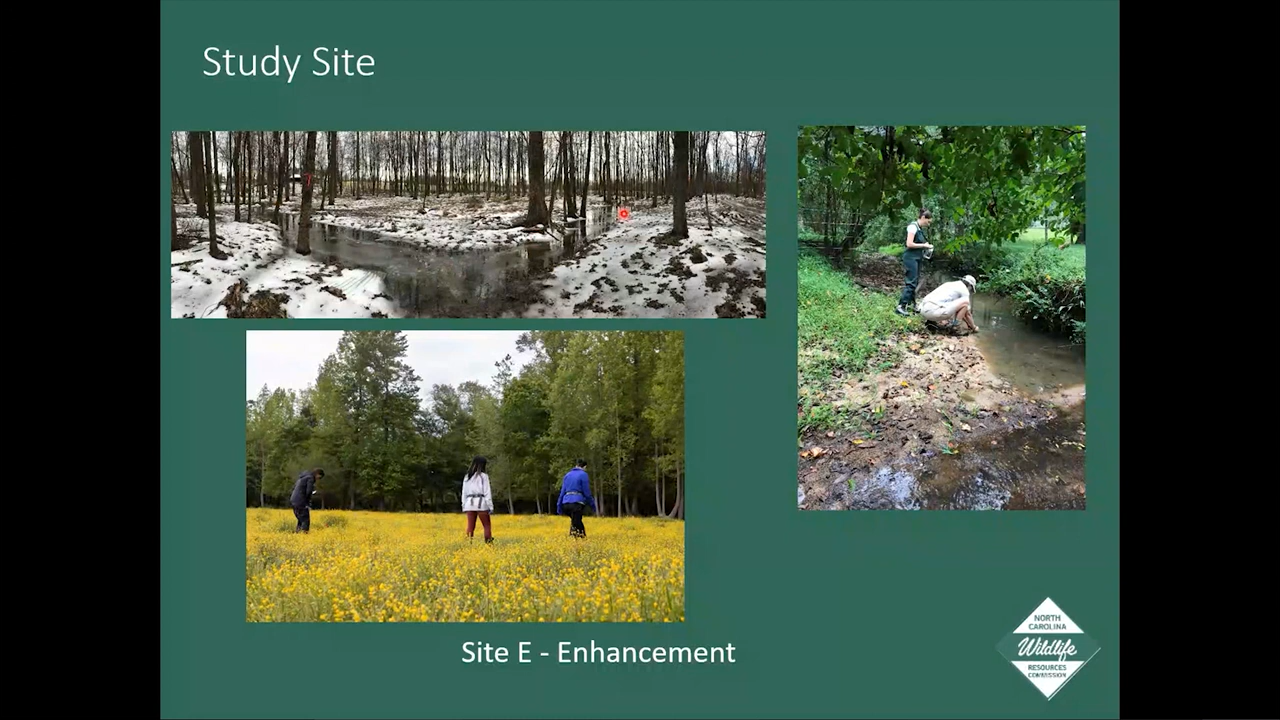 Study Site
Site E - Enhancement
NORTH
CAROLINA
Wildlife
RESOURCES
COMMISSION